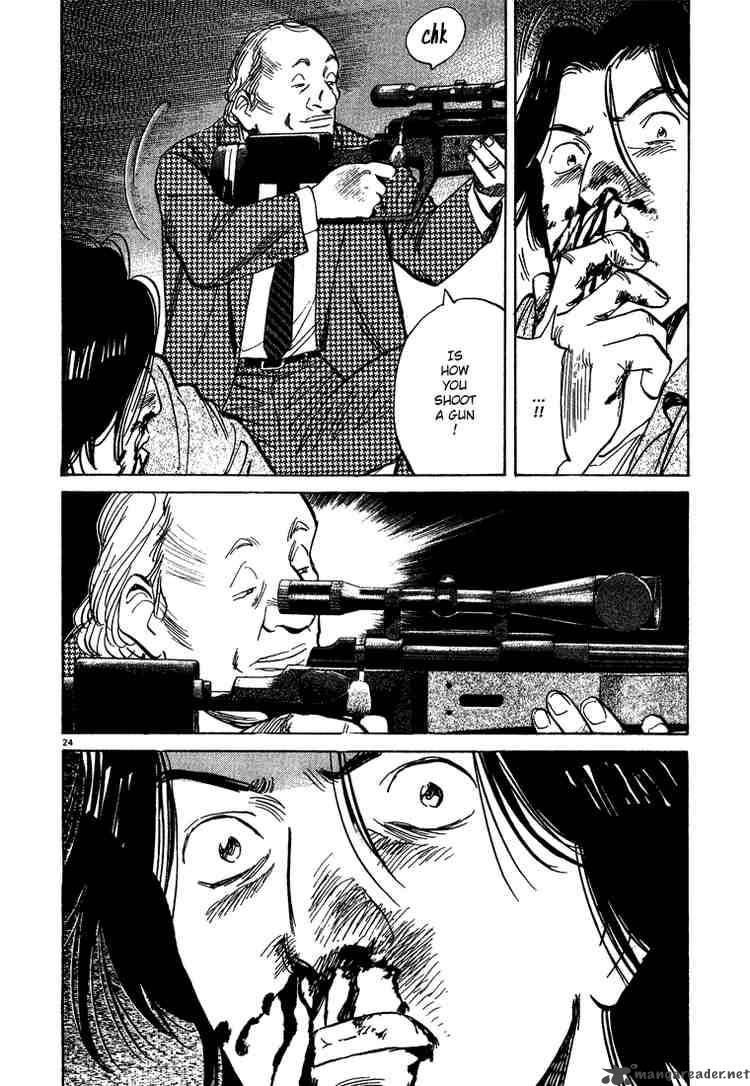 chk
IS
HOW
YOU
SHOOT
A GUN
!
...
!!
24
mangareader.net